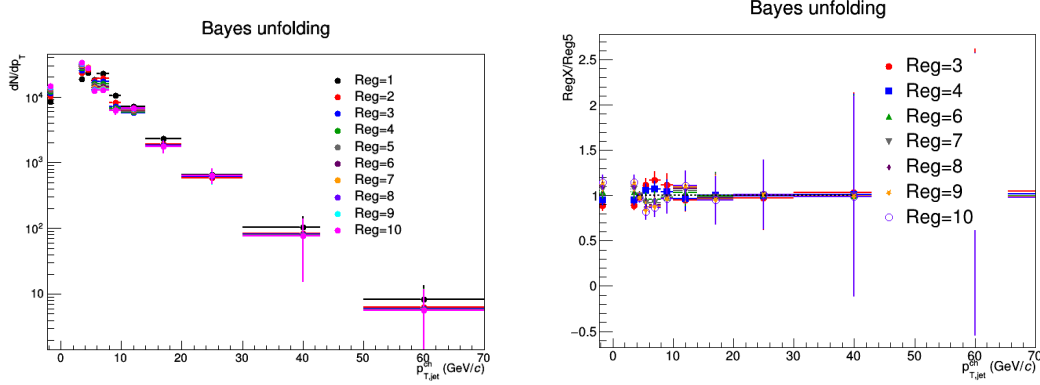 Bayes unfolding
dN/dp_T
10^4
10^3
10^2
10
0 10 20 30 40 50 60 70
p_{T,jet}^{ch} (GeV/c)
Reg=1
Reg=2
Reg=3
Reg=4
Reg=5
Reg=6
Reg=7
Reg=8
Reg=9
Reg=10
Bayes unfolding
RegX/Reg5
2.5
2
1.5
1
0.5
0
−0.5
0 10 20 30 40 50 60 70
p_{T,jet}^{ch} (GeV/c)
Reg=3
Reg=4
Reg=6
Reg=7
Reg=8
Reg=9
Reg=10